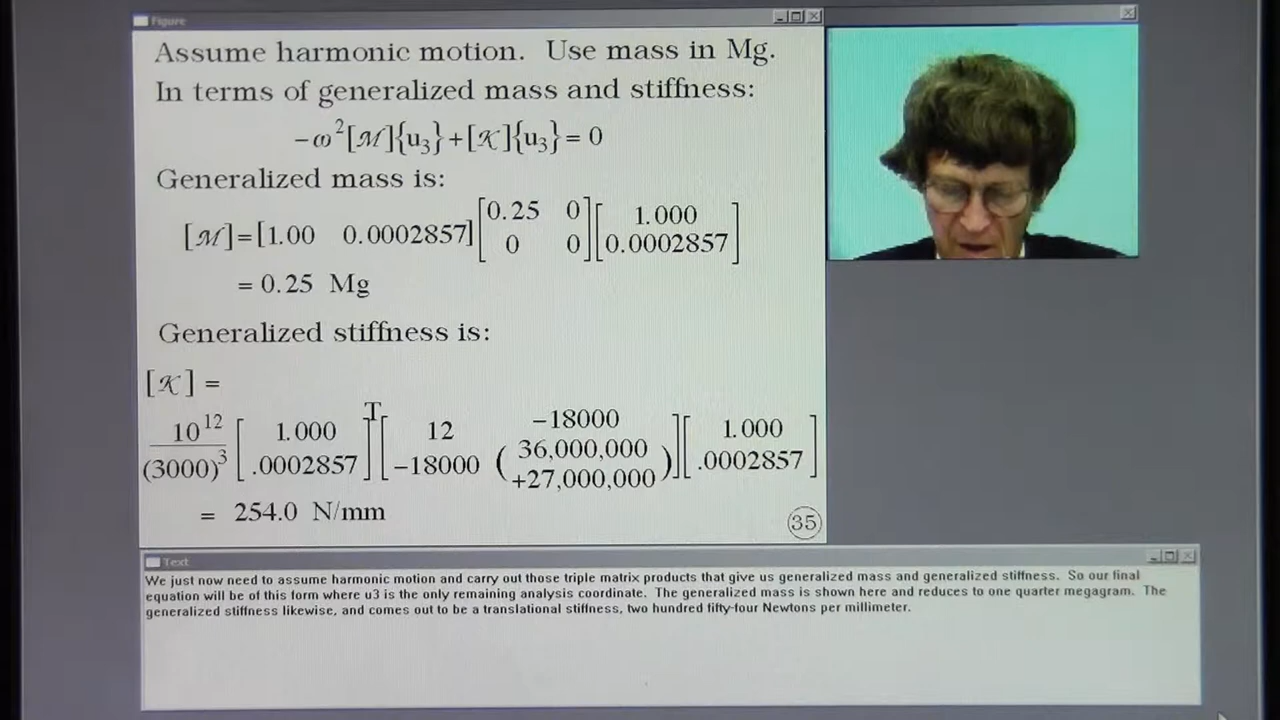 Figure
Assume harmonic motion. Use mass in Mg.
In terms of generalized mass and stiffness:
−ω²[ℳ]{u₃}+[𝒦]{u₃}= 0
Generalized mass is:
[ℳ]=[1.00 0.0002857][0.25 0][1.000]
[0 0][0.0002857]
= 0.25 Mg
Generalized stiffness is:
[𝒦] =
10¹² [1.000]ᵀ[12 −18000][1.000]
(3000)³ [.0002857] [−18000 (36,000,000 +27,000,000)][.0002857]
= 254.0 N/mm
35
Text
We just now need to assume harmonic motion and carry out those triple matrix products that give us generalized mass and generalized stiffness. So our final
equation will be of this form where u3 is the only remaining analysis coordinate. The generalized mass is shown here and reduces to one quarter megagram. The
generalized stiffness likewise, and comes out to be a translational stiffness, two hundred fifty-four Newtons per millimeter.